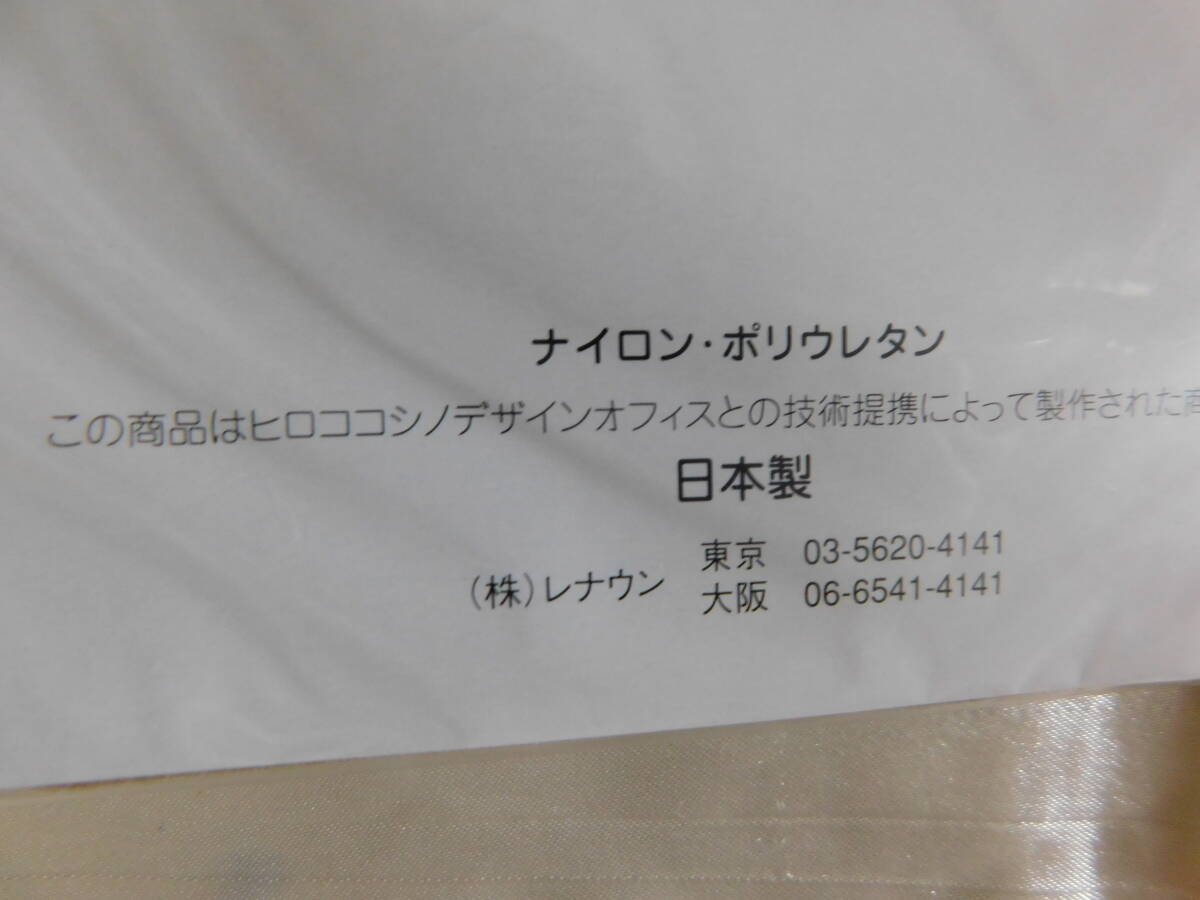 ナイロン・ポリウレタン
この商品はヒロココシノデザインオフィスとの技術提携によって製作された商
日本製
(株)レナウン 東京 03-5620-4141
大阪 06-6541-4141